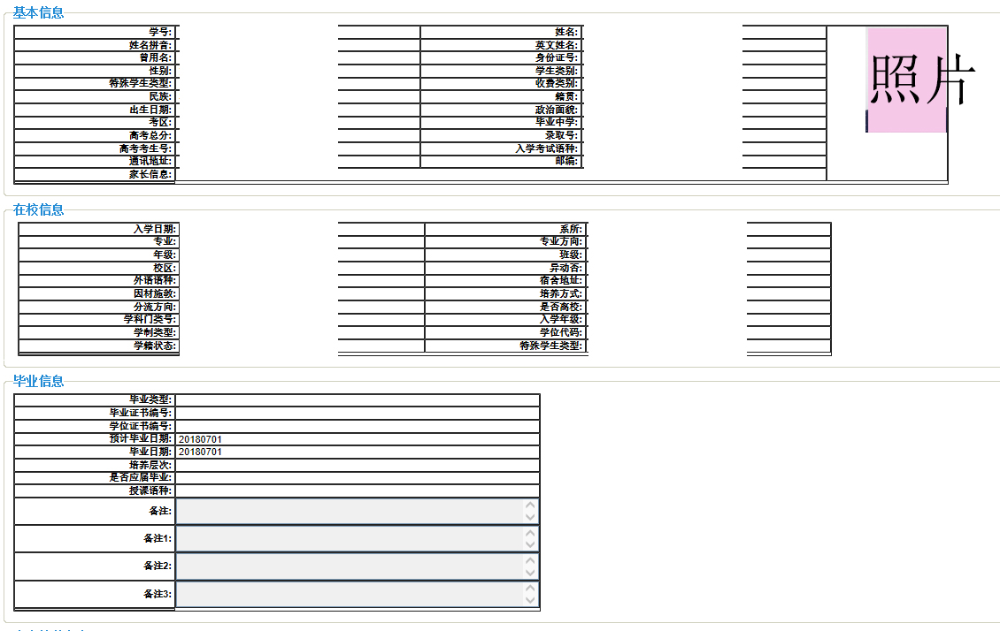 基本信息
学号: 姓名:
姓名拼音: 英文姓名:
曾用名: 身份证号:
性别: 学生类别:
特殊学生类型: 收费类别:
民族: 籍贯:
出生日期: 政治面貌:
考区: 毕业中学:
高考总分: 录取号:
高考考生号: 入学考试语种:
通讯地址: 邮编:
家长信息:
照片
在校信息
入学日期: 系所:
专业: 专业方向:
年级: 班级:
校区: 异动否:
外语语种: 宿舍地址:
因材施教: 培养方式:
分流方向: 是否离校:
学科门类号: 入学年级:
学制类型: 学位代码:
学籍状态: 特殊学生类型:
毕业信息
毕业类型:
毕业证书编号:
学位证书编号:
预计毕业日期: 20180701
毕业日期: 20180701
培养层次:
是否应届毕业:
授课语种:
备注:
备注1:
备注2:
备注3: